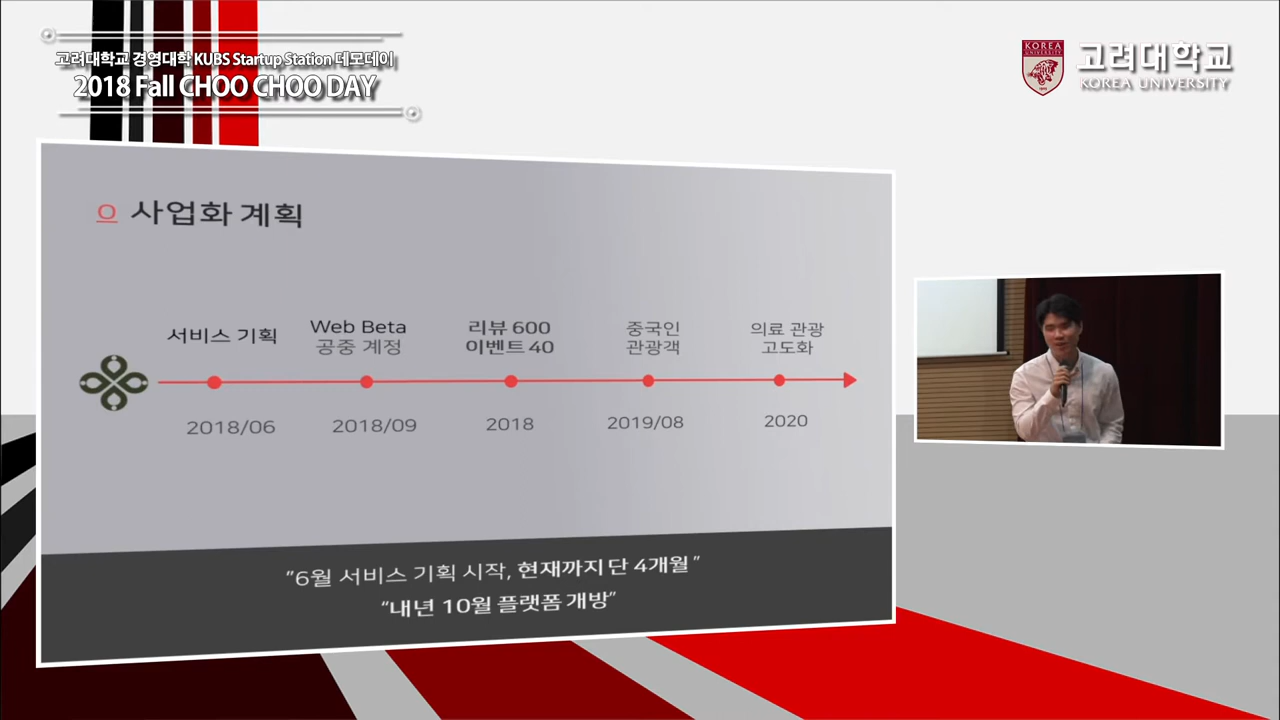 고려대학교 경영대학 KUBS Startup Station 데모데이
2018 Fall CHOO CHOO DAY
KOREA
UNIVERSITY
1905
고려대학교
KOREA UNIVERSITY
사업화 계획
서비스 기획
2018/06
Web Beta
공중 계정
2018/09
리뷰 600
이벤트 40
2018
중국인
관광객
2019/08
의료 관광
고도화
2020
"6월 서비스 기획 시작, 현재까지 단 4개월"
"내년 10월 플랫폼 개방"